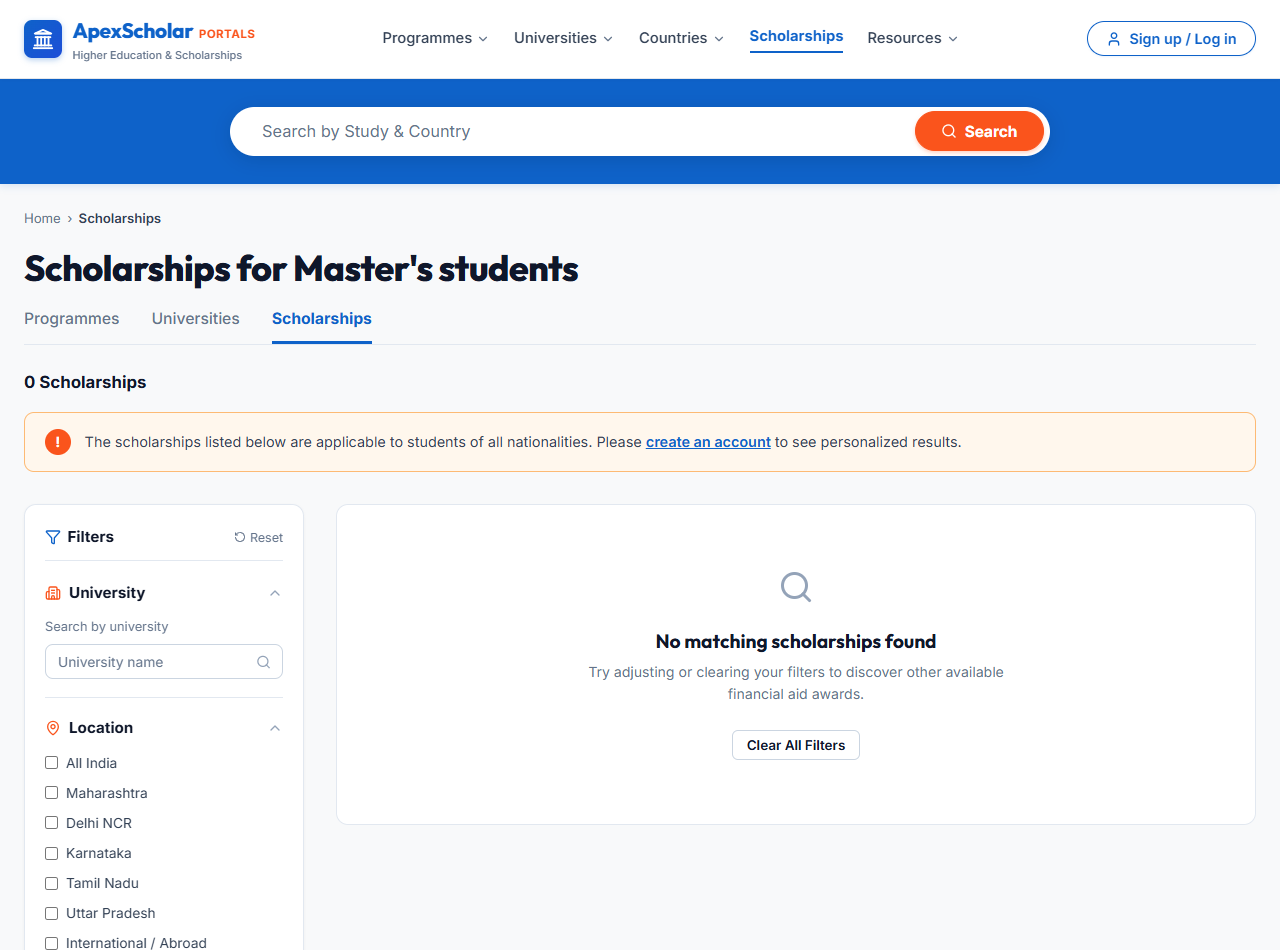 ApexScholar PORTALS
Higher Education & Scholarships
Programmes
Universities
Countries
Scholarships
Resources
Sign up / Log in
Search by Study & Country
Search
Home › Scholarships
Scholarships for Master's students
Programmes
Universities
Scholarships
0 Scholarships
! The scholarships listed below are applicable to students of all nationalities. Please create an account to see personalized results.
Filters
Reset
University
Search by university
University name
Location
All India
Maharashtra
Delhi NCR
Karnataka
Tamil Nadu
Uttar Pradesh
International / Abroad
No matching scholarships found
Try adjusting or clearing your filters to discover other available
financial aid awards.
Clear All Filters